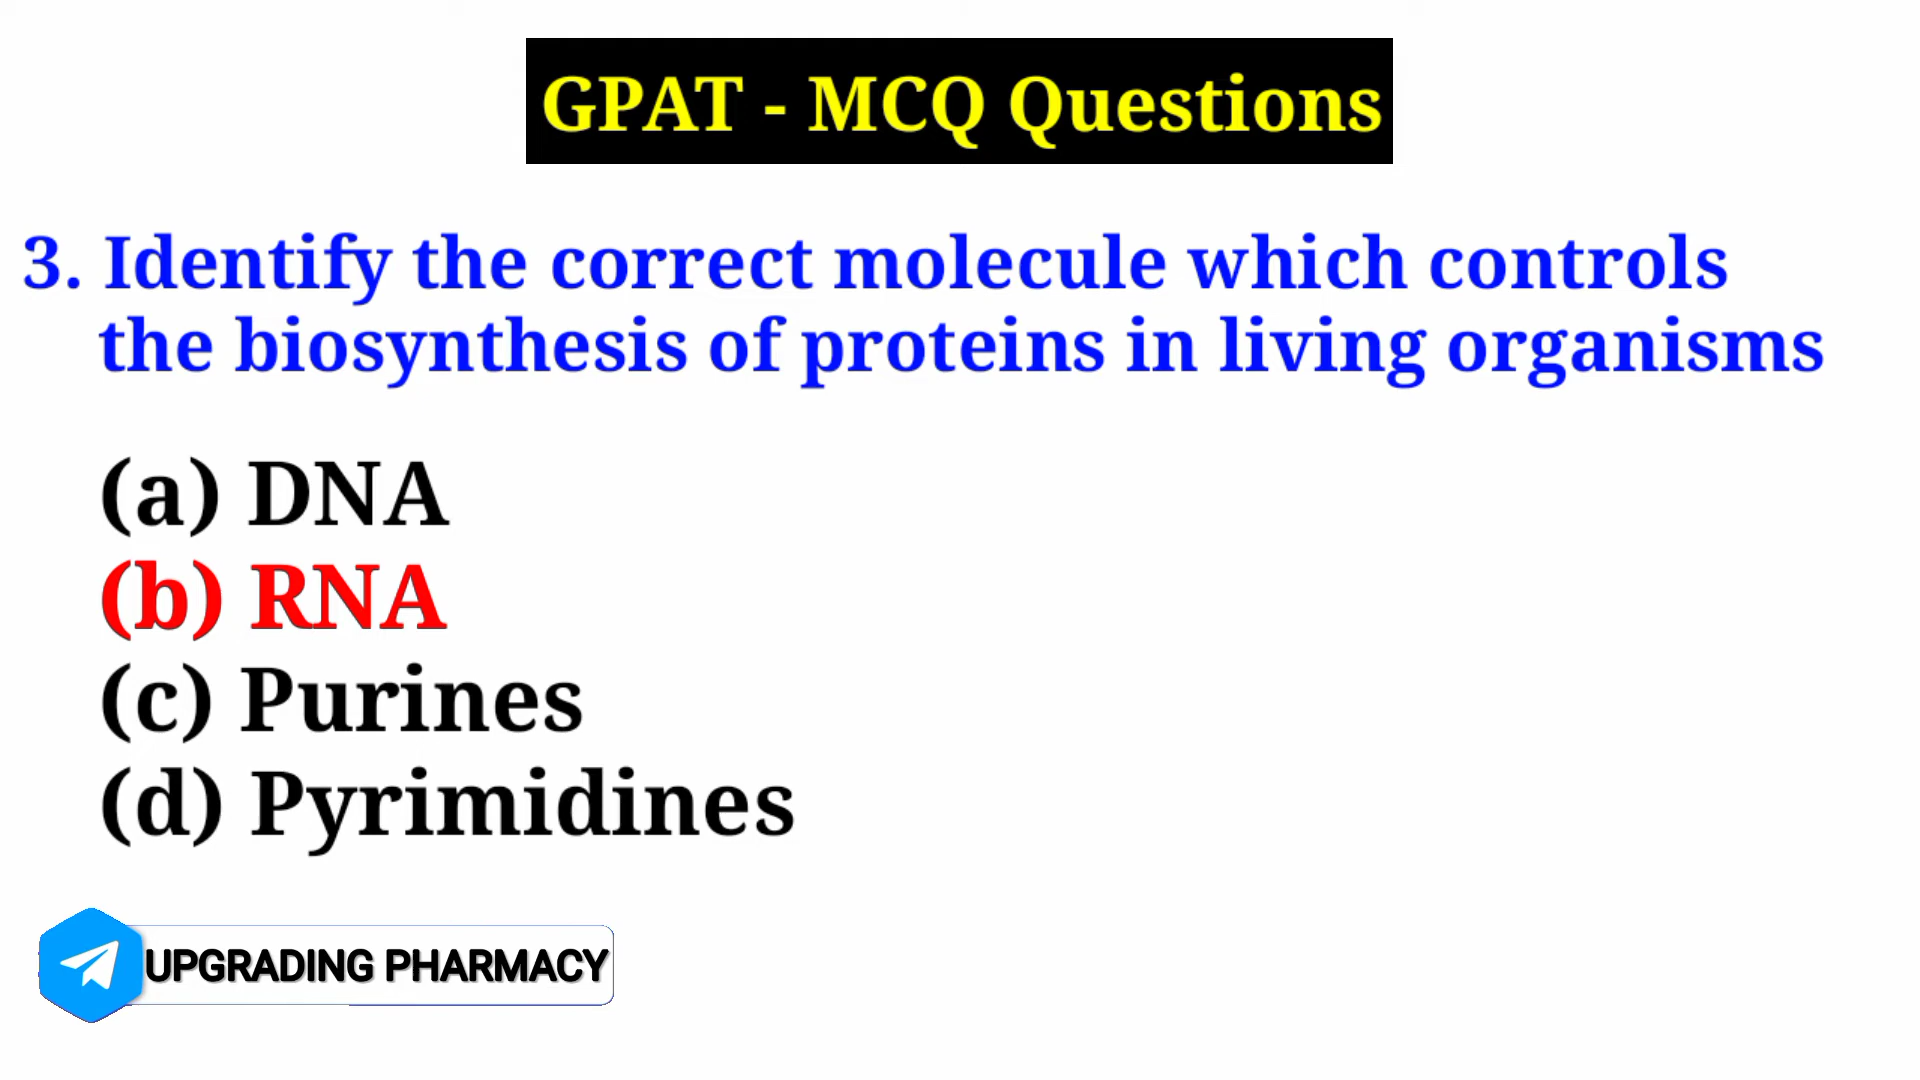 GPAT - MCQ Questions
3. Identify the correct molecule which controls
the biosynthesis of proteins in living organisms
(a) DNA
(b) RNA
(c) Purines
(d) Pyrimidines
UPGRADING PHARMACY